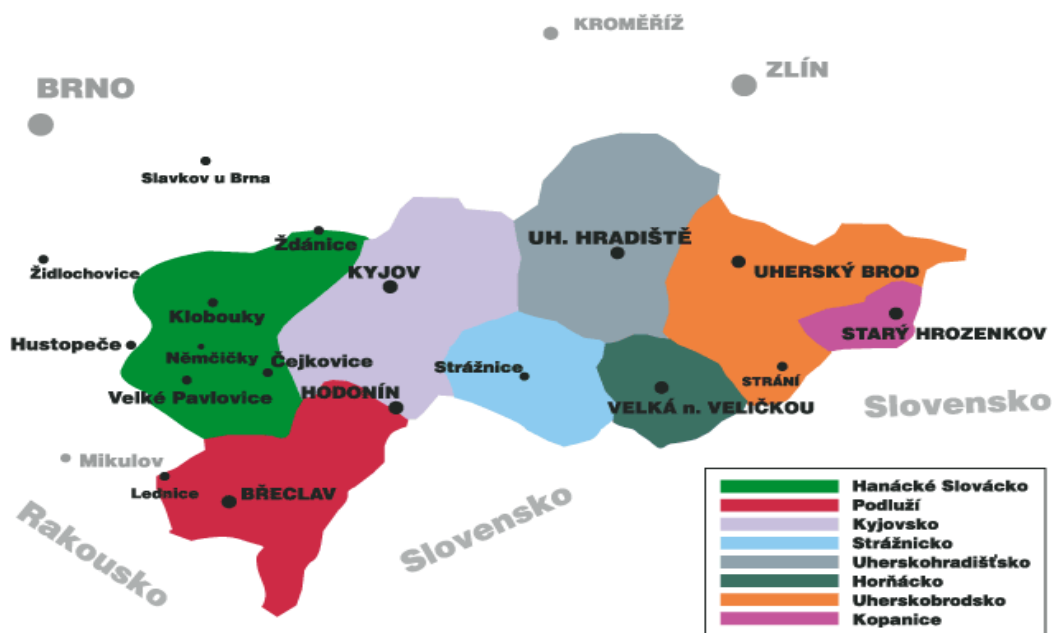 KROMĚŘÍŽ
ZLÍN
BRNO
Slavkov u Brna
Ždánice
UH. HRADIŠTĚ
Židlochovice
KYJOV
UHERSKÝ BROD
Klobouky
STARÝ HROZENKOV
Hustopeče
Němčičky
Čejkovice
Strážnice
STRÁNÍ
Velké Pavlovice
HODONÍN
VELKÁ n. VELIČKOU
Slovensko
Mikulov
Lednice
BŘECLAV
Rakousko
Slovensko
Hanácké Slovácko
Podluží
Kyjovsko
Strážnicko
Uherskohradišťsko
Horňácko
Uherskobrodsko
Kopanice